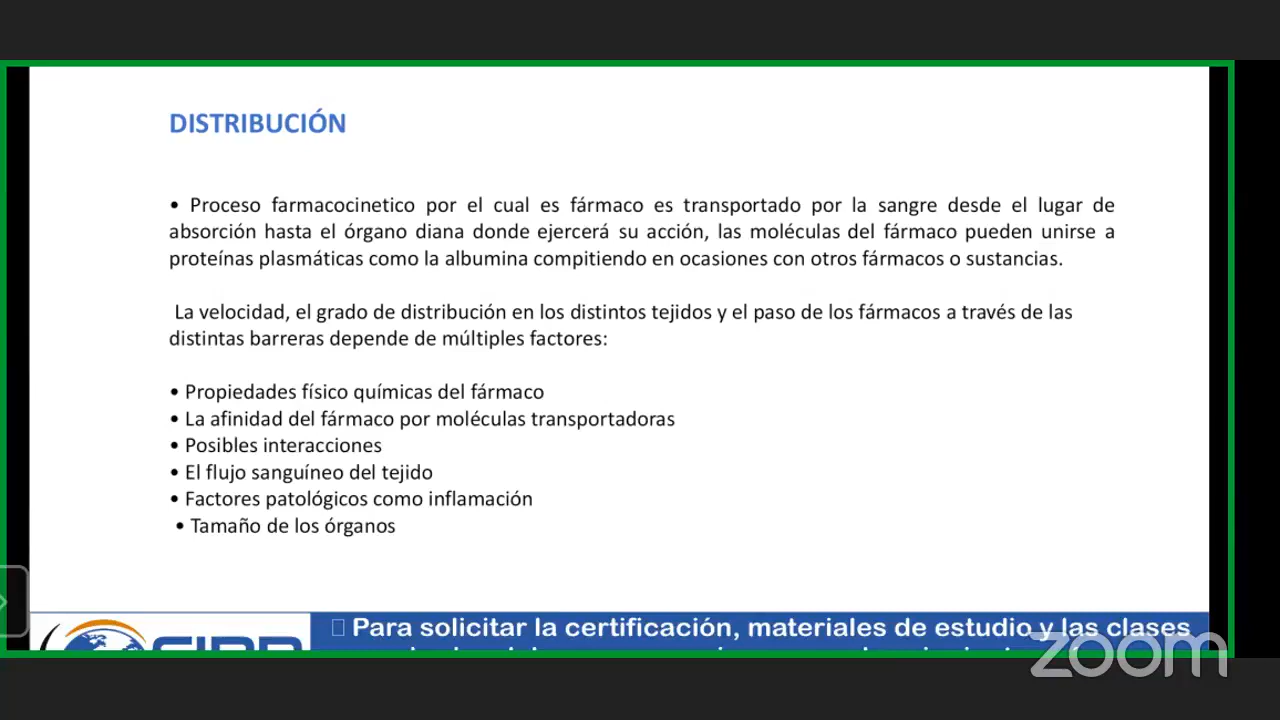 DISTRIBUCIÓN
• Proceso farmacocinetico por el cual es fármaco es transportado por la sangre desde el lugar de
absorción hasta el órgano diana donde ejercerá su acción, las moléculas del fármaco pueden unirse a
proteínas plasmáticas como la albumina compitiendo en ocasiones con otros fármacos o sustancias.
La velocidad, el grado de distribución en los distintos tejidos y el paso de los fármacos a través de las
distintas barreras depende de múltiples factores:
• Propiedades físico químicas del fármaco
• La afinidad del fármaco por moléculas transportadoras
• Posibles interacciones
• El flujo sanguíneo del tejido
• Factores patológicos como inflamación
• Tamaño de los órganos
Para solicitar la certificación, materiales de estudio y las clases
zoom